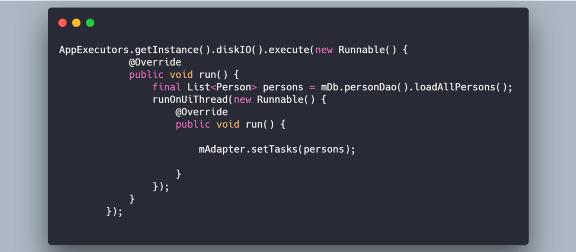 AppExecutors.getInstance().diskIO().execute(new Runnable() {
            @Override
            public void run() {
                final List<Person> persons = mDb.personDao().loadAllPersons();
                runOnUiThread(new Runnable() {
                    @Override
                    public void run() {
                        mAdapter.setTasks(persons);
                    }
                });
            }
        });